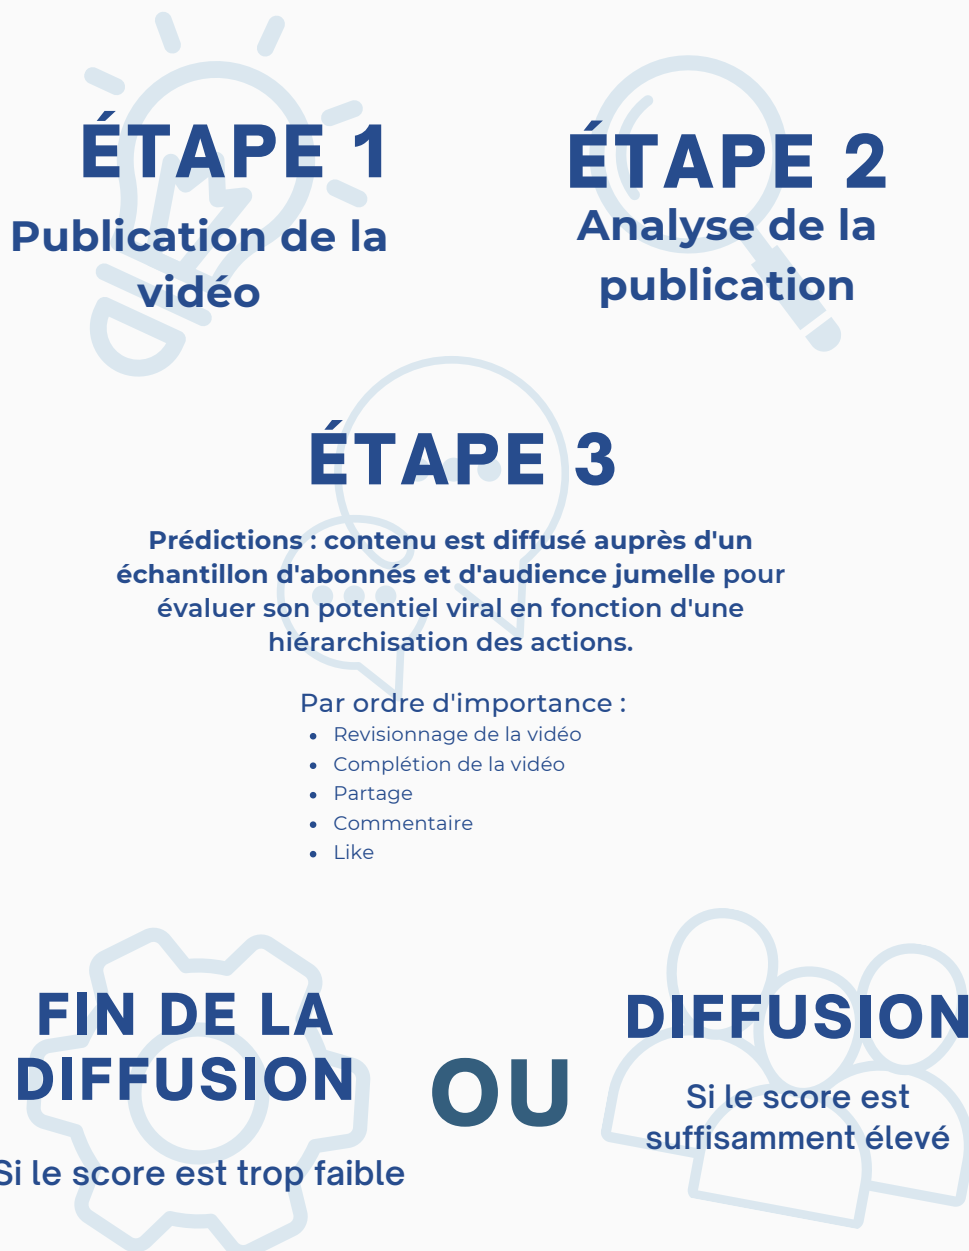 ÉTAPE 1
Publication de la
vidéo
ÉTAPE 2
Analyse de la
publication
ÉTAPE 3
Prédictions : contenu est diffusé auprès d'un
échantillon d'abonnés et d'audience jumelle pour
évaluer son potentiel viral en fonction d'une
hiérarchisation des actions.
Par ordre d'importance :
• Revisionnage de la vidéo
• Complétion de la vidéo
• Partage
• Commentaire
• Like
FIN DE LA
DIFFUSION
Si le score est trop faible
OU
DIFFUSION
Si le score est
suffisamment élevé